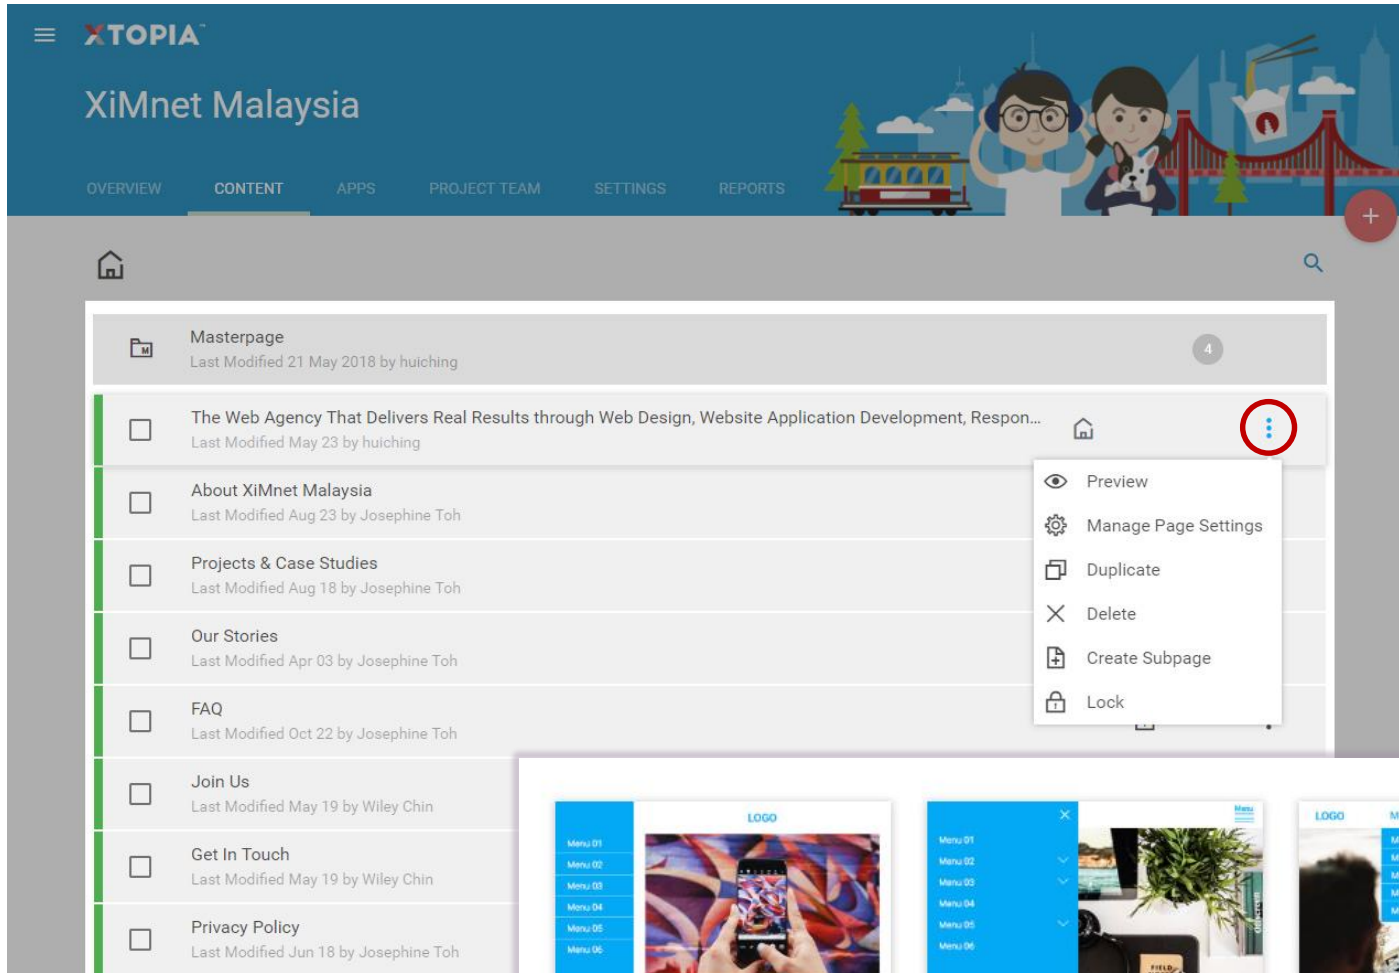 XTOPIA™
XiMnet Malaysia
OVERVIEW CONTENT APPS PROJECT TEAM SETTINGS REPORTS
+
M Masterpage
Last Modified 21 May 2018 by huiching
4
The Web Agency That Delivers Real Results through Web Design, Website Application Development, Respon...
Last Modified May 23 by huiching
Preview
Manage Page Settings
Duplicate
Delete
Create Subpage
Lock
About XiMnet Malaysia
Last Modified Aug 23 by Josephine Toh
Projects & Case Studies
Last Modified Aug 18 by Josephine Toh
Our Stories
Last Modified Apr 03 by Josephine Toh
FAQ
Last Modified Oct 22 by Josephine Toh
Join Us
Last Modified May 19 by Wiley Chin
Get In Touch
Last Modified May 19 by Wiley Chin
Privacy Policy
Last Modified Jun 18 by Josephine Toh
LOGO
Menu 01
Menu 02
Menu 03
Menu 04
Menu 05
Menu 06
Menu
Menu 01
Menu 02
Menu 03
Menu 04
Menu 05
Menu 06
FIELD
LOGO